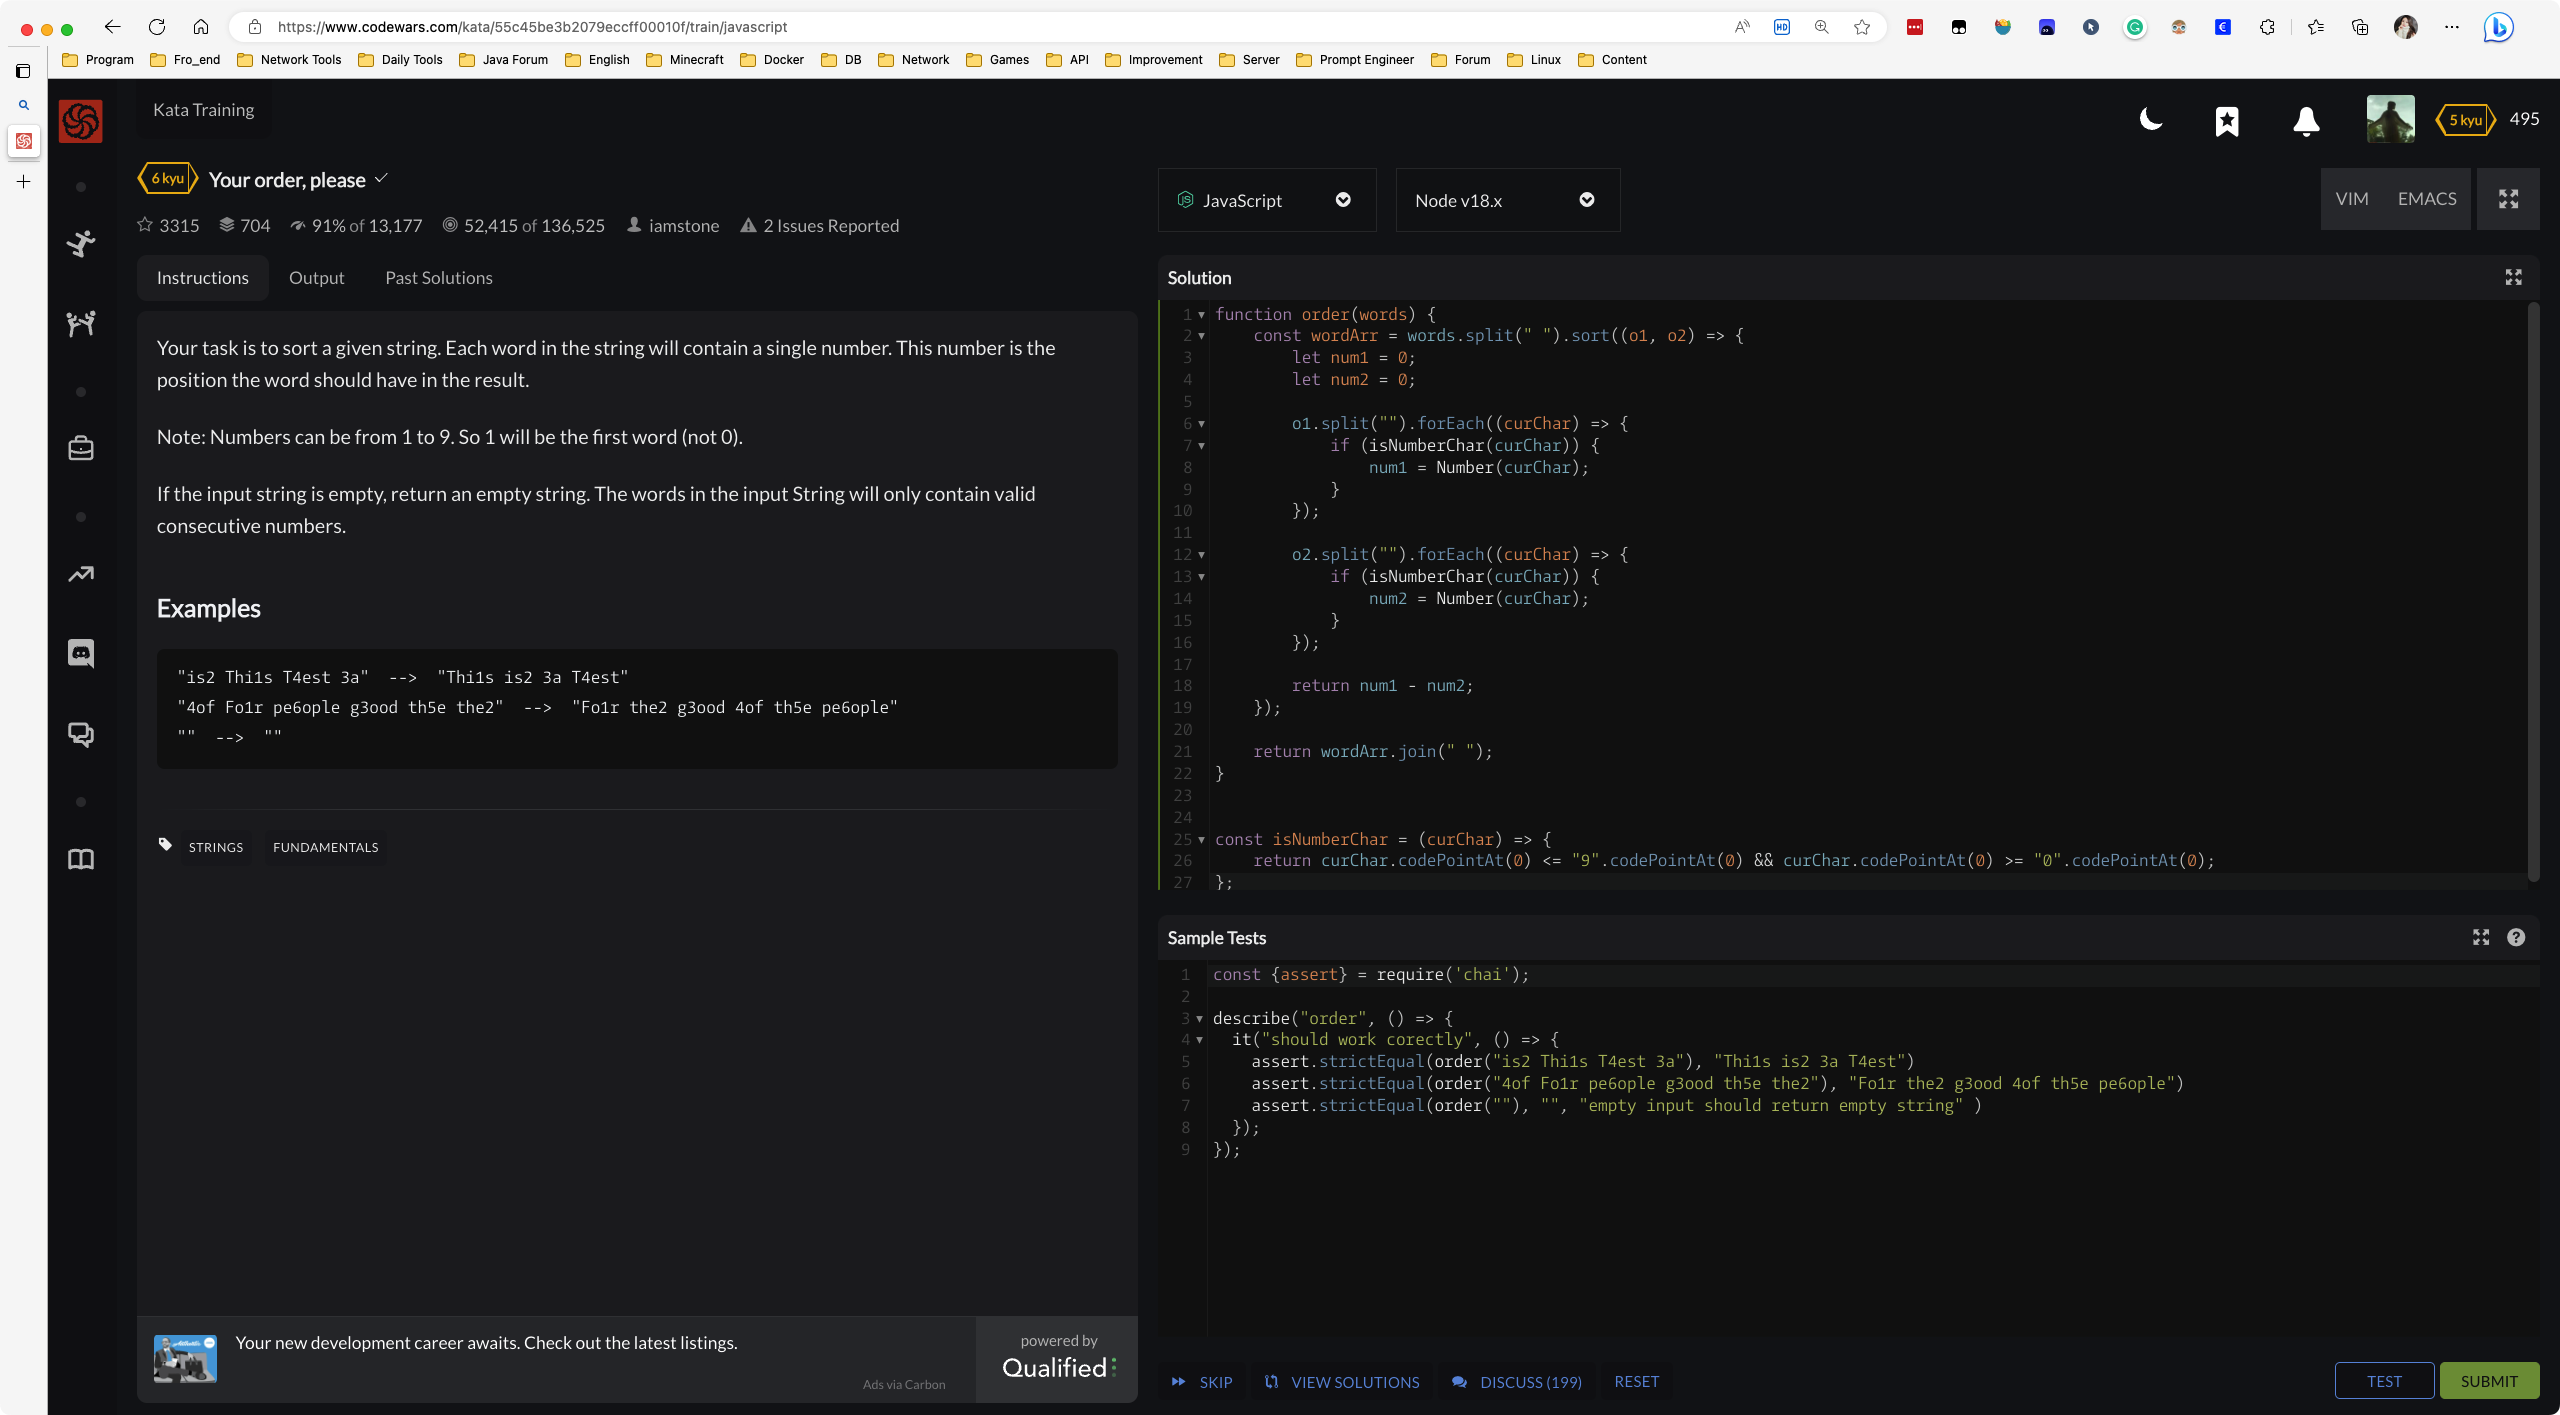 https://www.codewars.com/kata/55c45be3b2079eccff00010f/train/javascript
Program Fro_end Network Tools Daily Tools Java Forum English Minecraft Docker DB Network Games API Improvement Server Prompt Engineer Forum Linux Content
Kata Training
5 kyu 495
6 kyu Your order, please
3315 704 91% of 13,177 52,415 of 136,525 iamstone 2 Issues Reported
Instructions Output Past Solutions
Your task is to sort a given string. Each word in the string will contain a single number. This number is the
position the word should have in the result.
Note: Numbers can be from 1 to 9. So 1 will be the first word (not 0).
If the input string is empty, return an empty string. The words in the input String will only contain valid
consecutive numbers.
Examples
"is2 Thi1s T4est 3a"  -->  "Thi1s is2 3a T4est"
"4of Fo1r pe6ople g3ood th5e the2"  -->  "Fo1r the2 g3ood 4of th5e pe6ople"
""  -->  ""
STRINGS FUNDAMENTALS
Your new development career awaits. Check out the latest listings.
Ads via Carbon
powered by
Qualified
JavaScript Node v18.x VIM EMACS
Solution
1 function order(words) {
2     const wordArr = words.split(" ").sort((o1, o2) => {
3         let num1 = 0;
4         let num2 = 0;
5
6         o1.split("").forEach((curChar) => {
7             if (isNumberChar(curChar)) {
8                 num1 = Number(curChar);
9             }
10         });
11
12         o2.split("").forEach((curChar) => {
13             if (isNumberChar(curChar)) {
14                 num2 = Number(curChar);
15             }
16         });
17
18         return num1 - num2;
19     });
20
21     return wordArr.join(" ");
22 }
23
24
25 const isNumberChar = (curChar) => {
26     return curChar.codePointAt(0) <= "9".codePointAt(0) && curChar.codePointAt(0) >= "0".codePointAt(0);
27 };
Sample Tests
1 const {assert} = require('chai');
2
3 describe("order", () => {
4   it("should work corectly", () => {
5     assert.strictEqual(order("is2 Thi1s T4est 3a"), "Thi1s is2 3a T4est")
6     assert.strictEqual(order("4of Fo1r pe6ople g3ood th5e the2"), "Fo1r the2 g3ood 4of th5e pe6ople")
7     assert.strictEqual(order(""), "", "empty input should return empty string" )
8   });
9 });
SKIP VIEW SOLUTIONS DISCUSS (199) RESET TEST SUBMIT